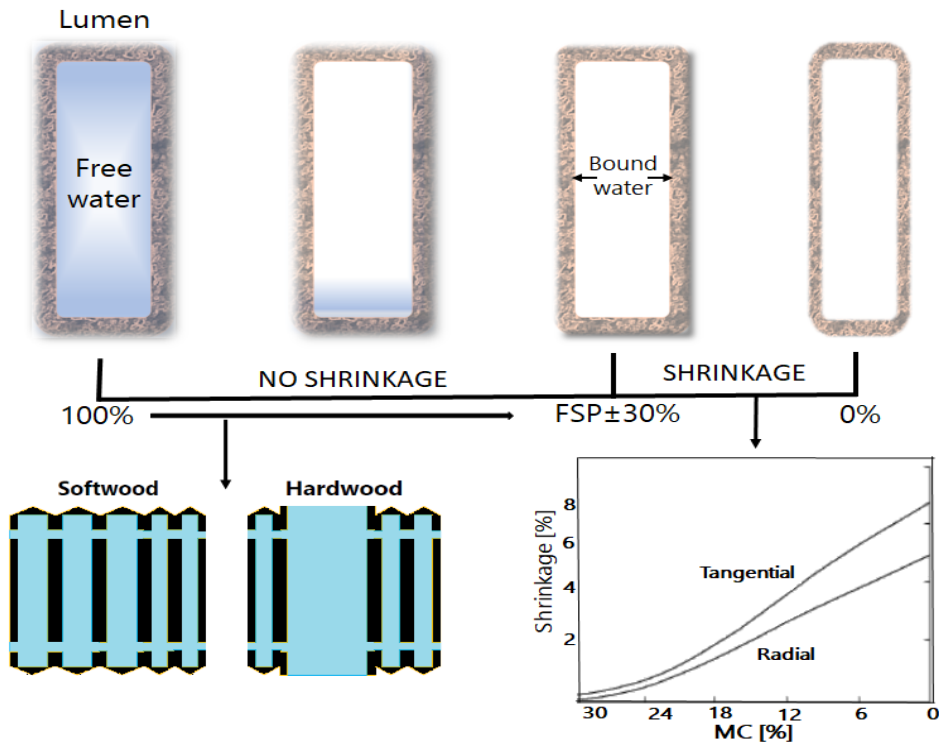 Lumen
Free
water
Bound
water
NO SHRINKAGE
SHRINKAGE
100%
FSP±30%
0%
Softwood
Hardwood
Shrinkage [%]
8
6
4
2
Tangential
Radial
30 24 18 12 6 0
MC [%]